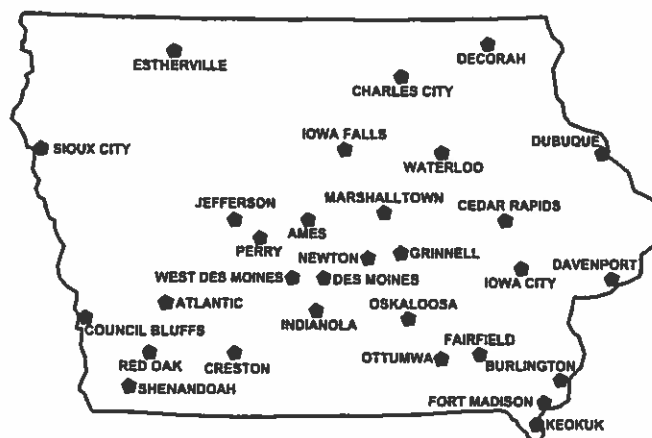 DECORAH
ESTHERVILLE
CHARLES CITY
IOWA FALLS
SIOUX CITY
WATERLOO
DUBUQUE
MARSHALLTOWN
JEFFERSON
CEDAR RAPIDS
AMES
PERRY
NEWTON
GRINNELL
WEST DES MOINES
DES MOINES
IOWA CITY
DAVENPORT
ATLANTIC
INDIANOLA
OSKALOOSA
COUNCIL BLUFFS
FAIRFIELD
RED OAK
CRESTON
OTTUMWA
BURLINGTON
SHENANDOAH
FORT MADISON
KEOKUK